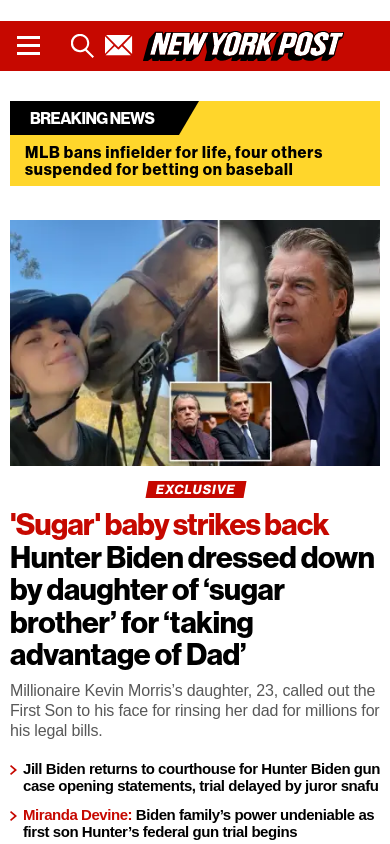 NEW YORK POST
BREAKING NEWS
MLB bans infielder for life, four others
suspended for betting on baseball
EXCLUSIVE
'Sugar' baby strikes back
Hunter Biden dressed down
by daughter of ‘sugar
brother’ for ‘taking
advantage of Dad’
Millionaire Kevin Morris's daughter, 23, called out the
First Son to his face for rinsing her dad for millions for
his legal bills.
Jill Biden returns to courthouse for Hunter Biden gun
case opening statements, trial delayed by juror snafu
Miranda Devine: Biden family’s power undeniable as
first son Hunter’s federal gun trial begins